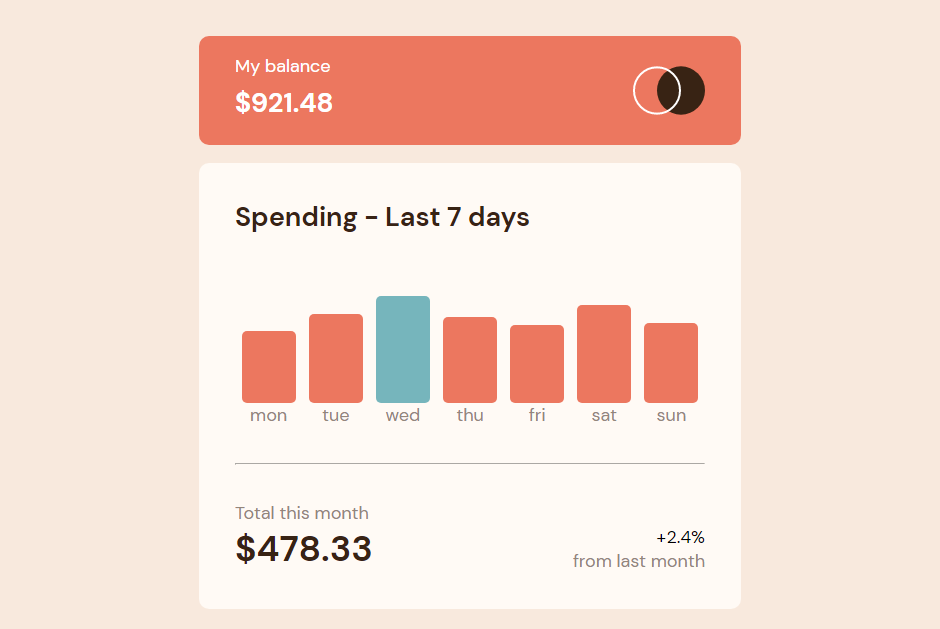 My balance
$921.48
Spending - Last 7 days
mon tue wed thu fri sat sun
Total this month
$478.33
+2.4%
from last month